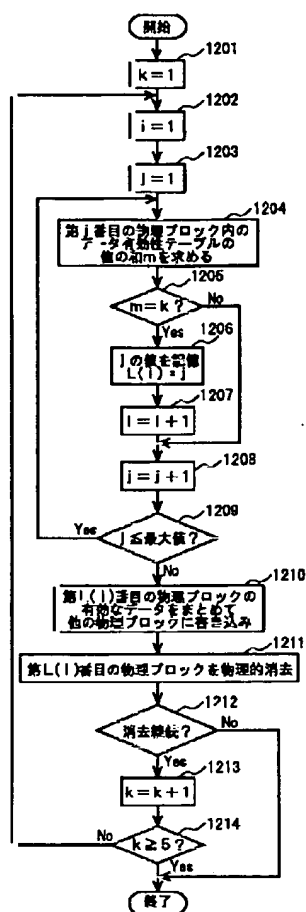 開始
1201
k=1
1202
i=1
1203
j=1
1204
第j番目の物理ブロック内の
データ有効性テーブルの
値の和mを求める
1205
m=k?
No
Yes
1206
jの値を記憶
L(i)=j
1207
i=i+1
1208
j=j+1
1209
Yes
j≦最大値?
No
1210
第L(i)番目の物理ブロックの
有効なデータをまとめて
他の物理ブロックに書き込み
1211
第L(i)番目の物理ブロックを物理的消去
1212
消去継続?
No
Yes
1213
k=k+1
1214
No
k≧5?
Yes
終了